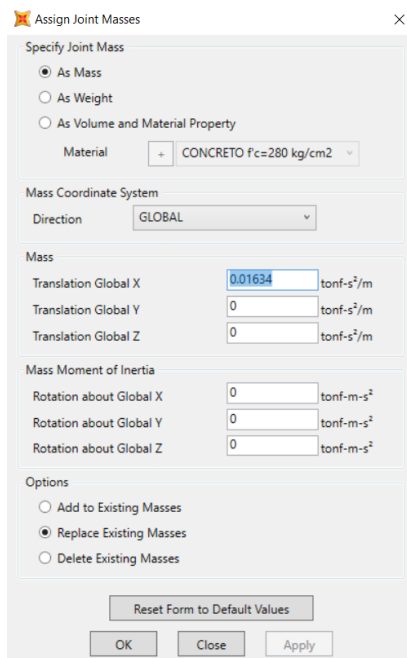 Assign Joint Masses
Specify Joint Mass
As Mass
As Weight
As Volume and Material Property
Material + CONCRETO f'c=280 kg/cm2
Mass Coordinate System
Direction GLOBAL
Mass
Translation Global X 0.01634 tonf-s²/m
Translation Global Y 0 tonf-s²/m
Translation Global Z 0 tonf-s²/m
Mass Moment of Inertia
Rotation about Global X 0 tonf-m-s²
Rotation about Global Y 0 tonf-m-s²
Rotation about Global Z 0 tonf-m-s²
Options
Add to Existing Masses
Replace Existing Masses
Delete Existing Masses
Reset Form to Default Values
OK Close Apply